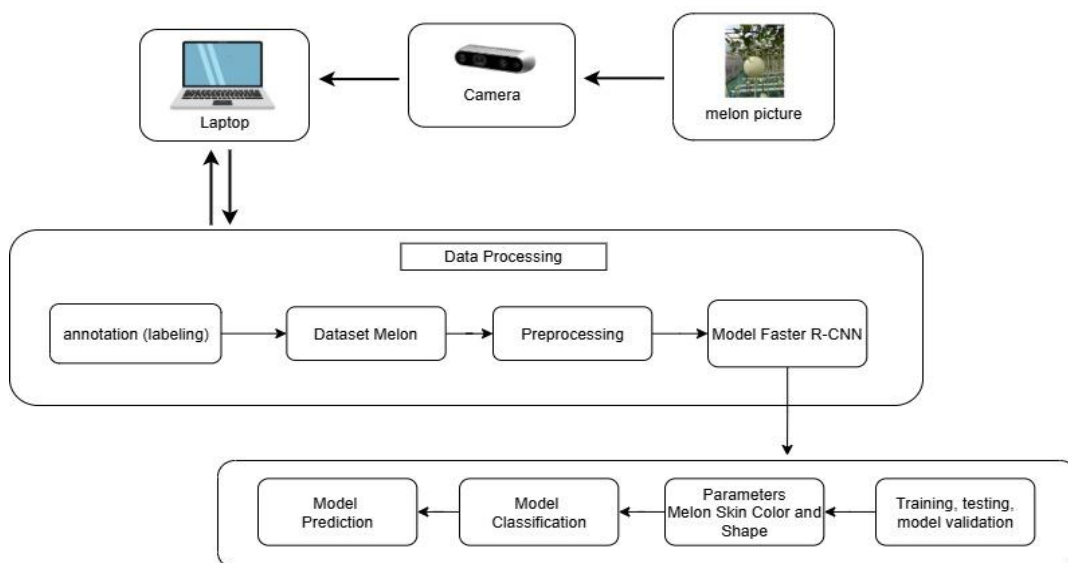 Laptop
Camera
melon picture
Data Processing
annotation (labeling)
Dataset Melon
Preprocessing
Model Faster R-CNN
Model
Prediction
Model
Classification
Parameters
Melon Skin Color and
Shape
Training, testing,
model validation